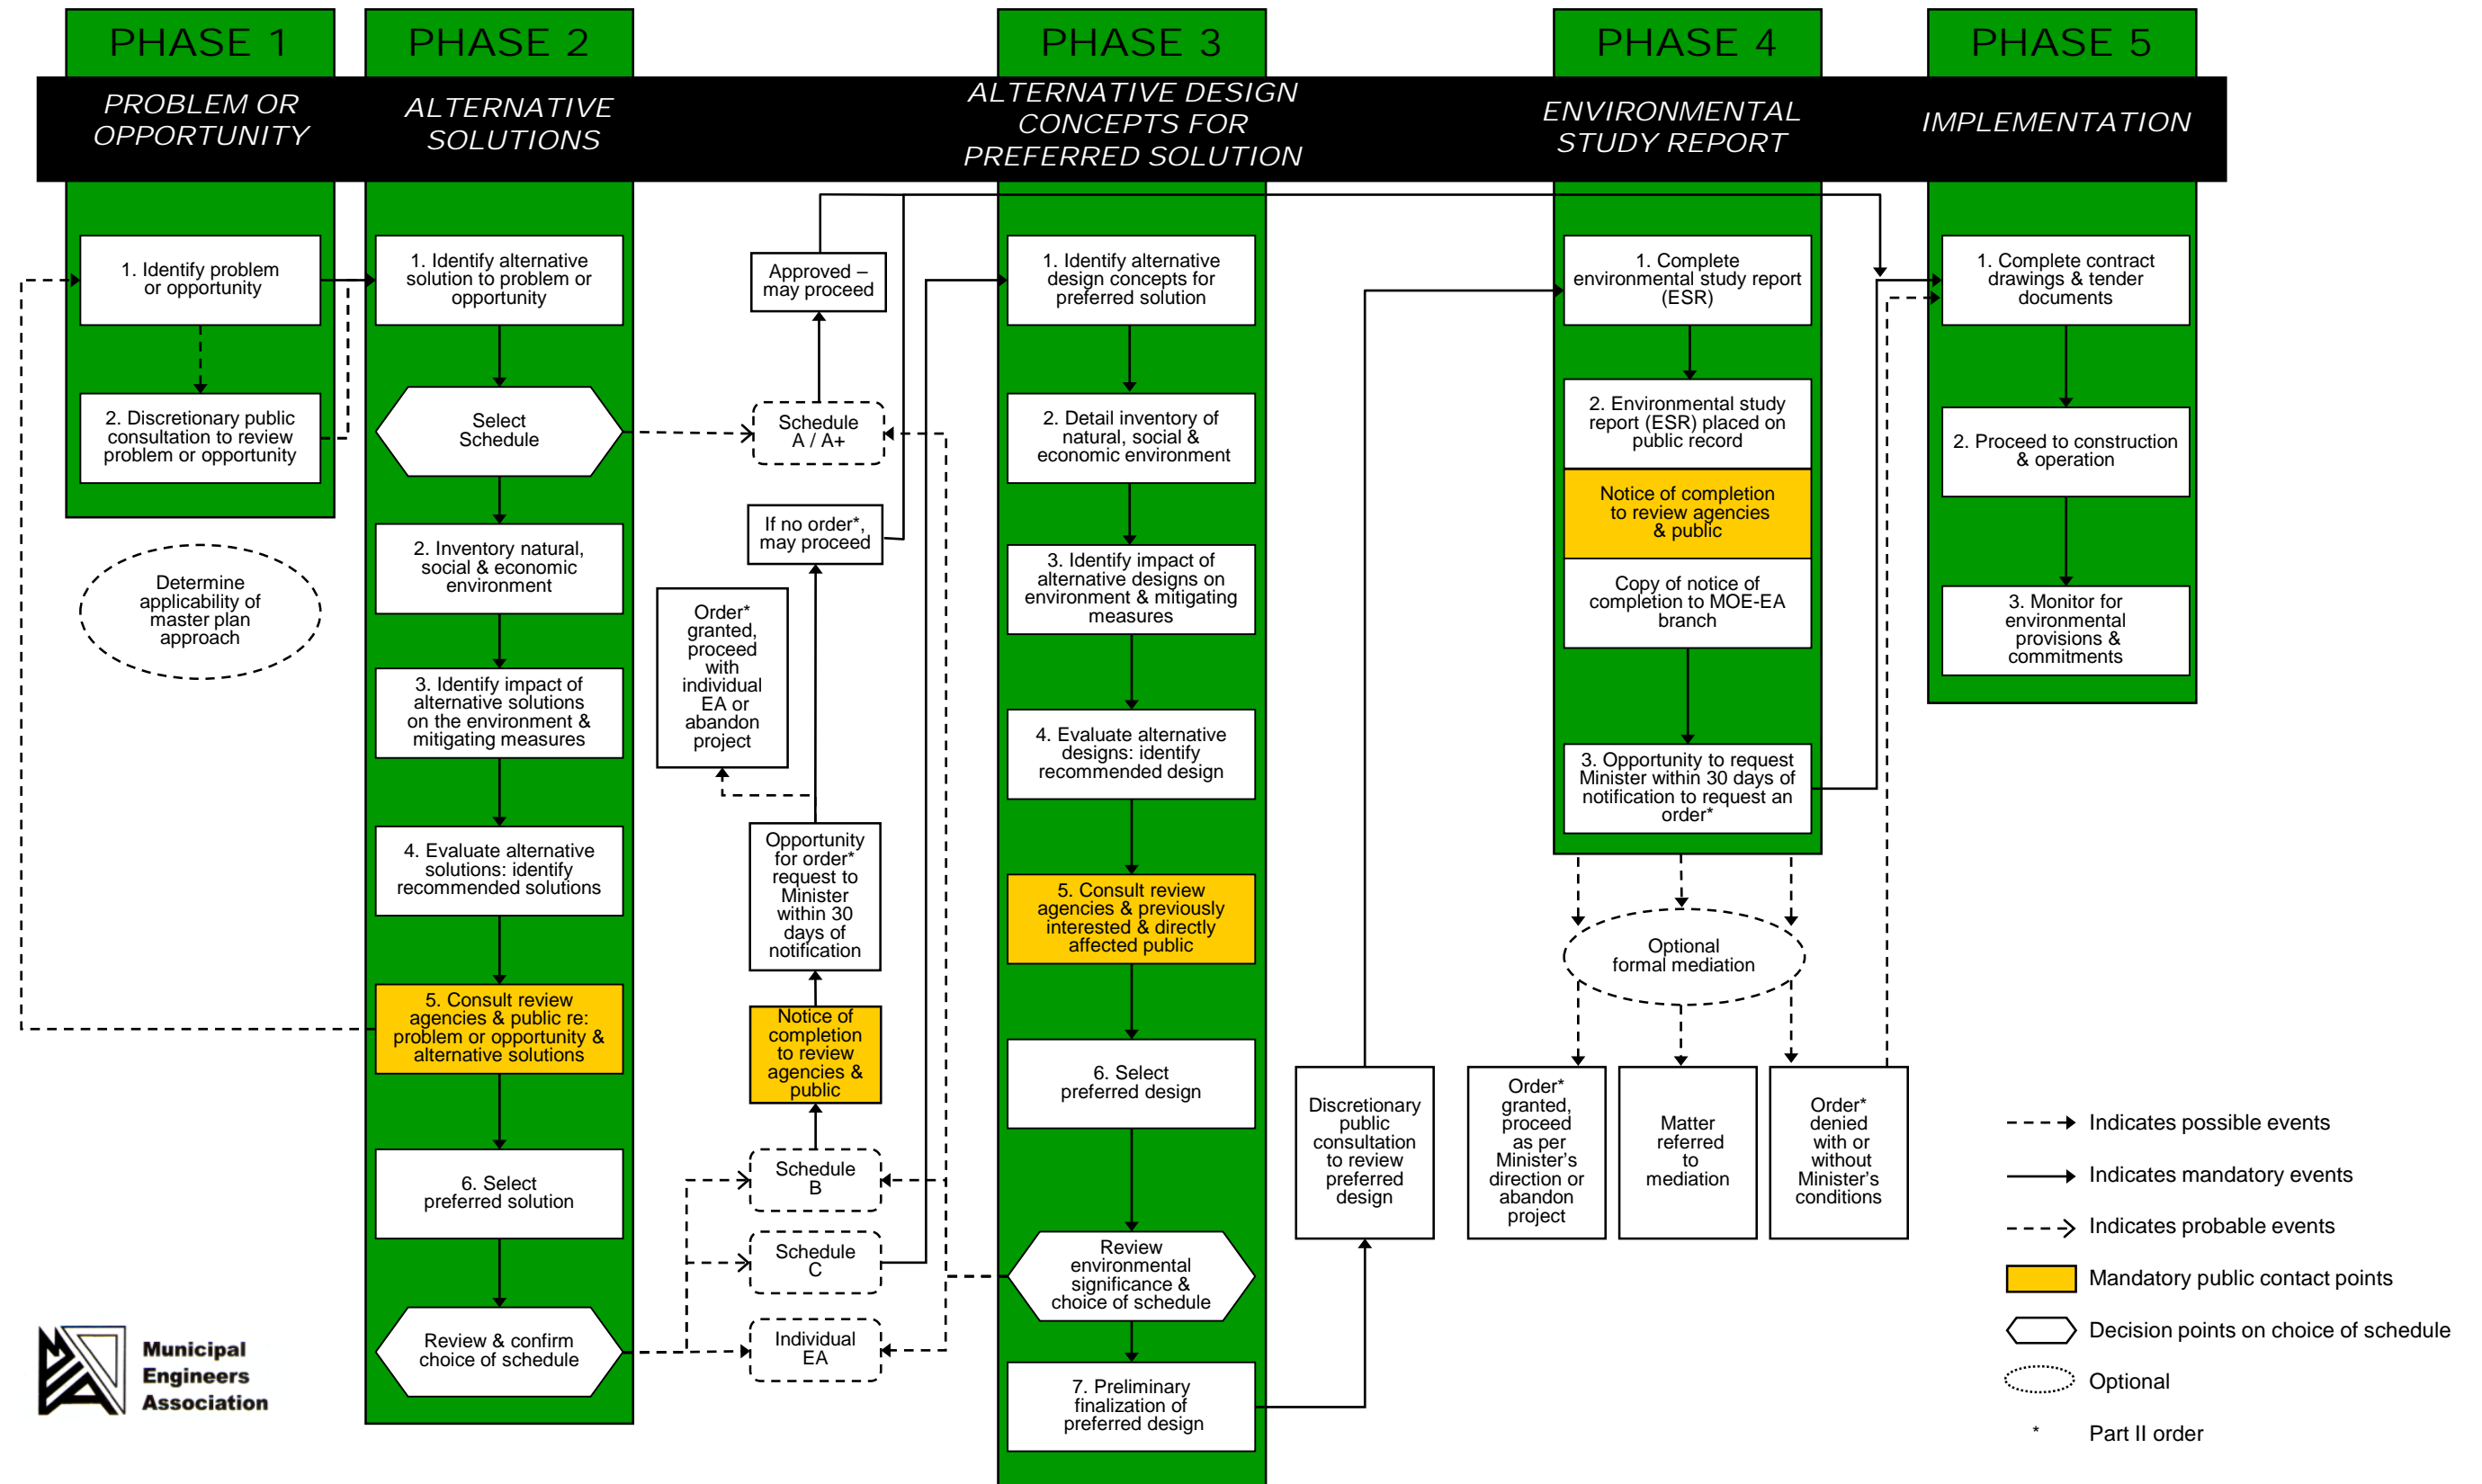 PHASE 1
PROBLEM OR
OPPORTUNITY
1. Identify problem
or opportunity
2. Discretionary public
consultation to review
problem or opportunity
Determine
applicability of
master plan
approach
PHASE 2
ALTERNATIVE
SOLUTIONS
1. Identify alternative
solution to problem or
opportunity
Select
Schedule
2. Inventory natural,
social & economic
environment
3. Identify impact of
alternative solutions
on the environment &
mitigating measures
4. Evaluate alternative
solutions: identify
recommended solutions
5. Consult review
agencies & public re:
problem or opportunity &
alternative solutions
6. Select
preferred solution
Review & confirm
choice of schedule
Approved –
may proceed
Schedule
A / A+
If no order*,
may proceed
Order*
granted,
proceed
with
individual
EA or
abandon
project
Opportunity
for order*
request to
Minister
within 30
days of
notification
Notice of
completion
to review
agencies &
public
Schedule
B
Schedule
C
Individual
EA
PHASE 3
ALTERNATIVE DESIGN
CONCEPTS FOR
PREFERRED SOLUTION
1. Identify alternative
design concepts for
preferred solution
2. Detail inventory of
natural, social &
economic environment
3. Identify impact of
alternative designs on
environment & mitigating
measures
4. Evaluate alternative
designs: identify
recommended design
5. Consult review
agencies & previously
interested & directly
affected public
6. Select
preferred design
Review
environmental
significance &
choice of schedule
7. Preliminary
finalization of
preferred design
Discretionary
public
consultation
to review
preferred
design
PHASE 4
ENVIRONMENTAL
STUDY REPORT
1. Complete
environmental study report
(ESR)
2. Environmental study
report (ESR) placed on
public record
Notice of completion
to review agencies
& public
Copy of notice of
completion to MOE-EA
branch
3. Opportunity to request
Minister within 30 days of
notification to request an
order*
Optional
formal mediation
Order*
granted,
proceed
as per
Minister's
direction or
abandon
project
Matter
referred
to
mediation
Order*
denied
with or
without
Minister's
conditions
PHASE 5
IMPLEMENTATION
1. Complete contract
drawings & tender
documents
2. Proceed to construction
& operation
3. Monitor for
environmental
provisions &
commitments
Indicates possible events
Indicates mandatory events
Indicates probable events
Mandatory public contact points
Decision points on choice of schedule
Optional
* Part II order
Municipal
Engineers
Association